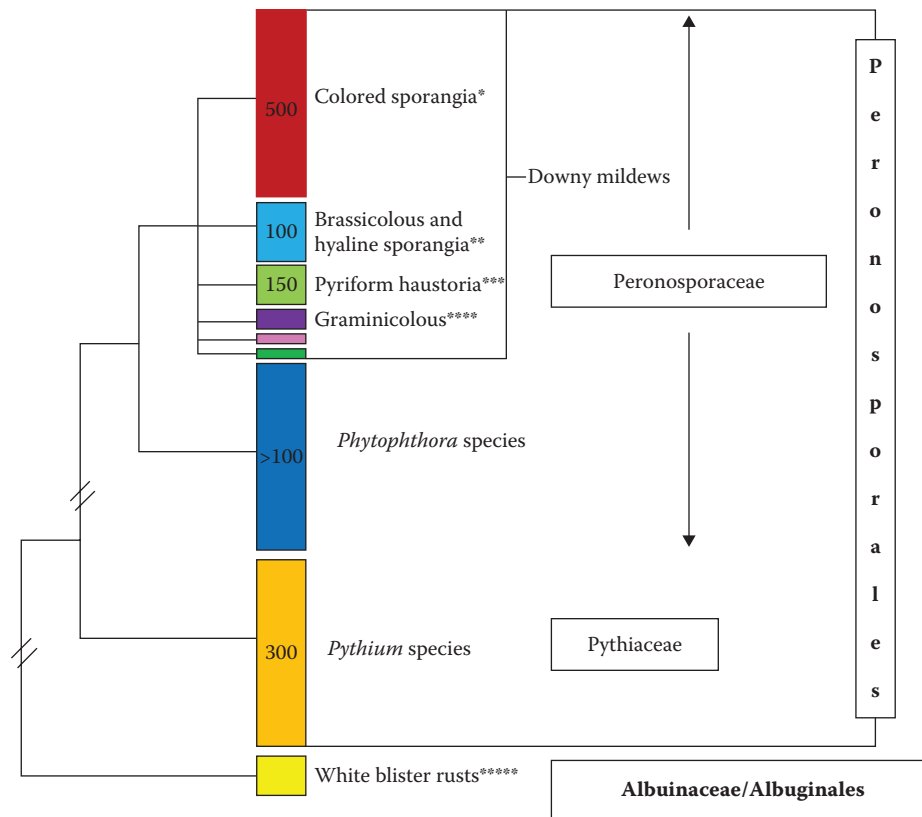 500
Colored sporangia*
Downy mildews
100
Brassicolous and
hyaline sporangia**
150
Pyriform haustoria***
Graminicolous****
Peronosporaceae
>100
Phytophthora species
300
Pythium species
Pythiaceae
P
e
r
o
n
o
s
p
o
r
a
l
e
s
White blister rusts*****
Albuinaceae/Albuginales